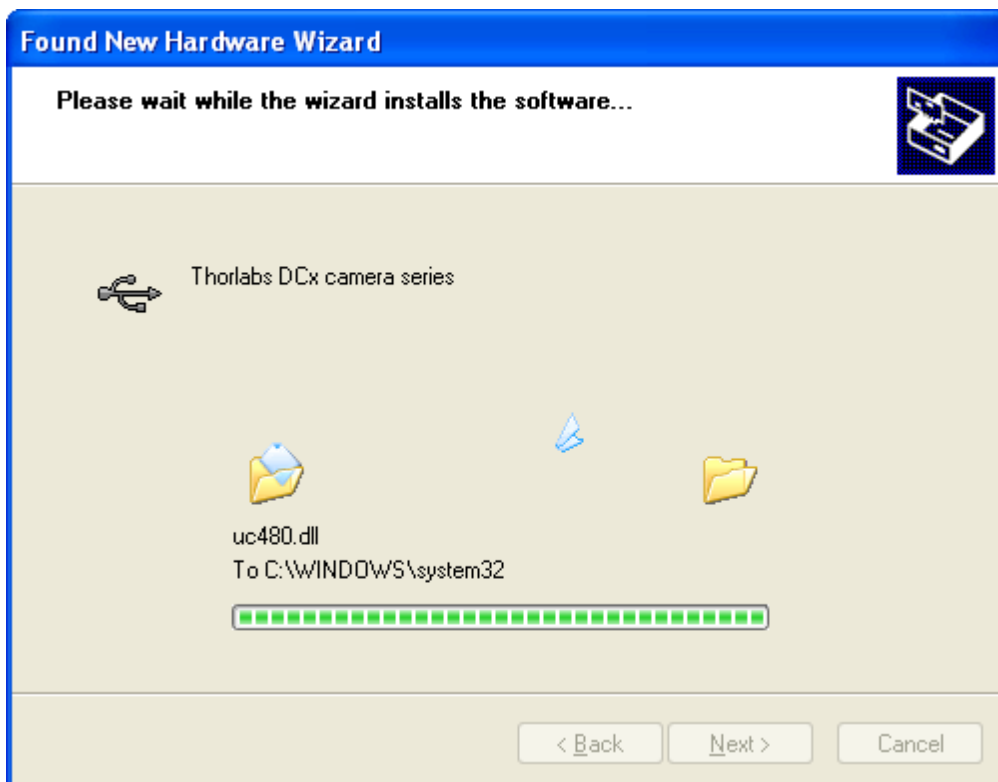 Found New Hardware Wizard
Please wait while the wizard installs the software...
Thorlabs DCx camera series
uc480.dll
To C:\WINDOWS\system32
< Back
Next >
Cancel